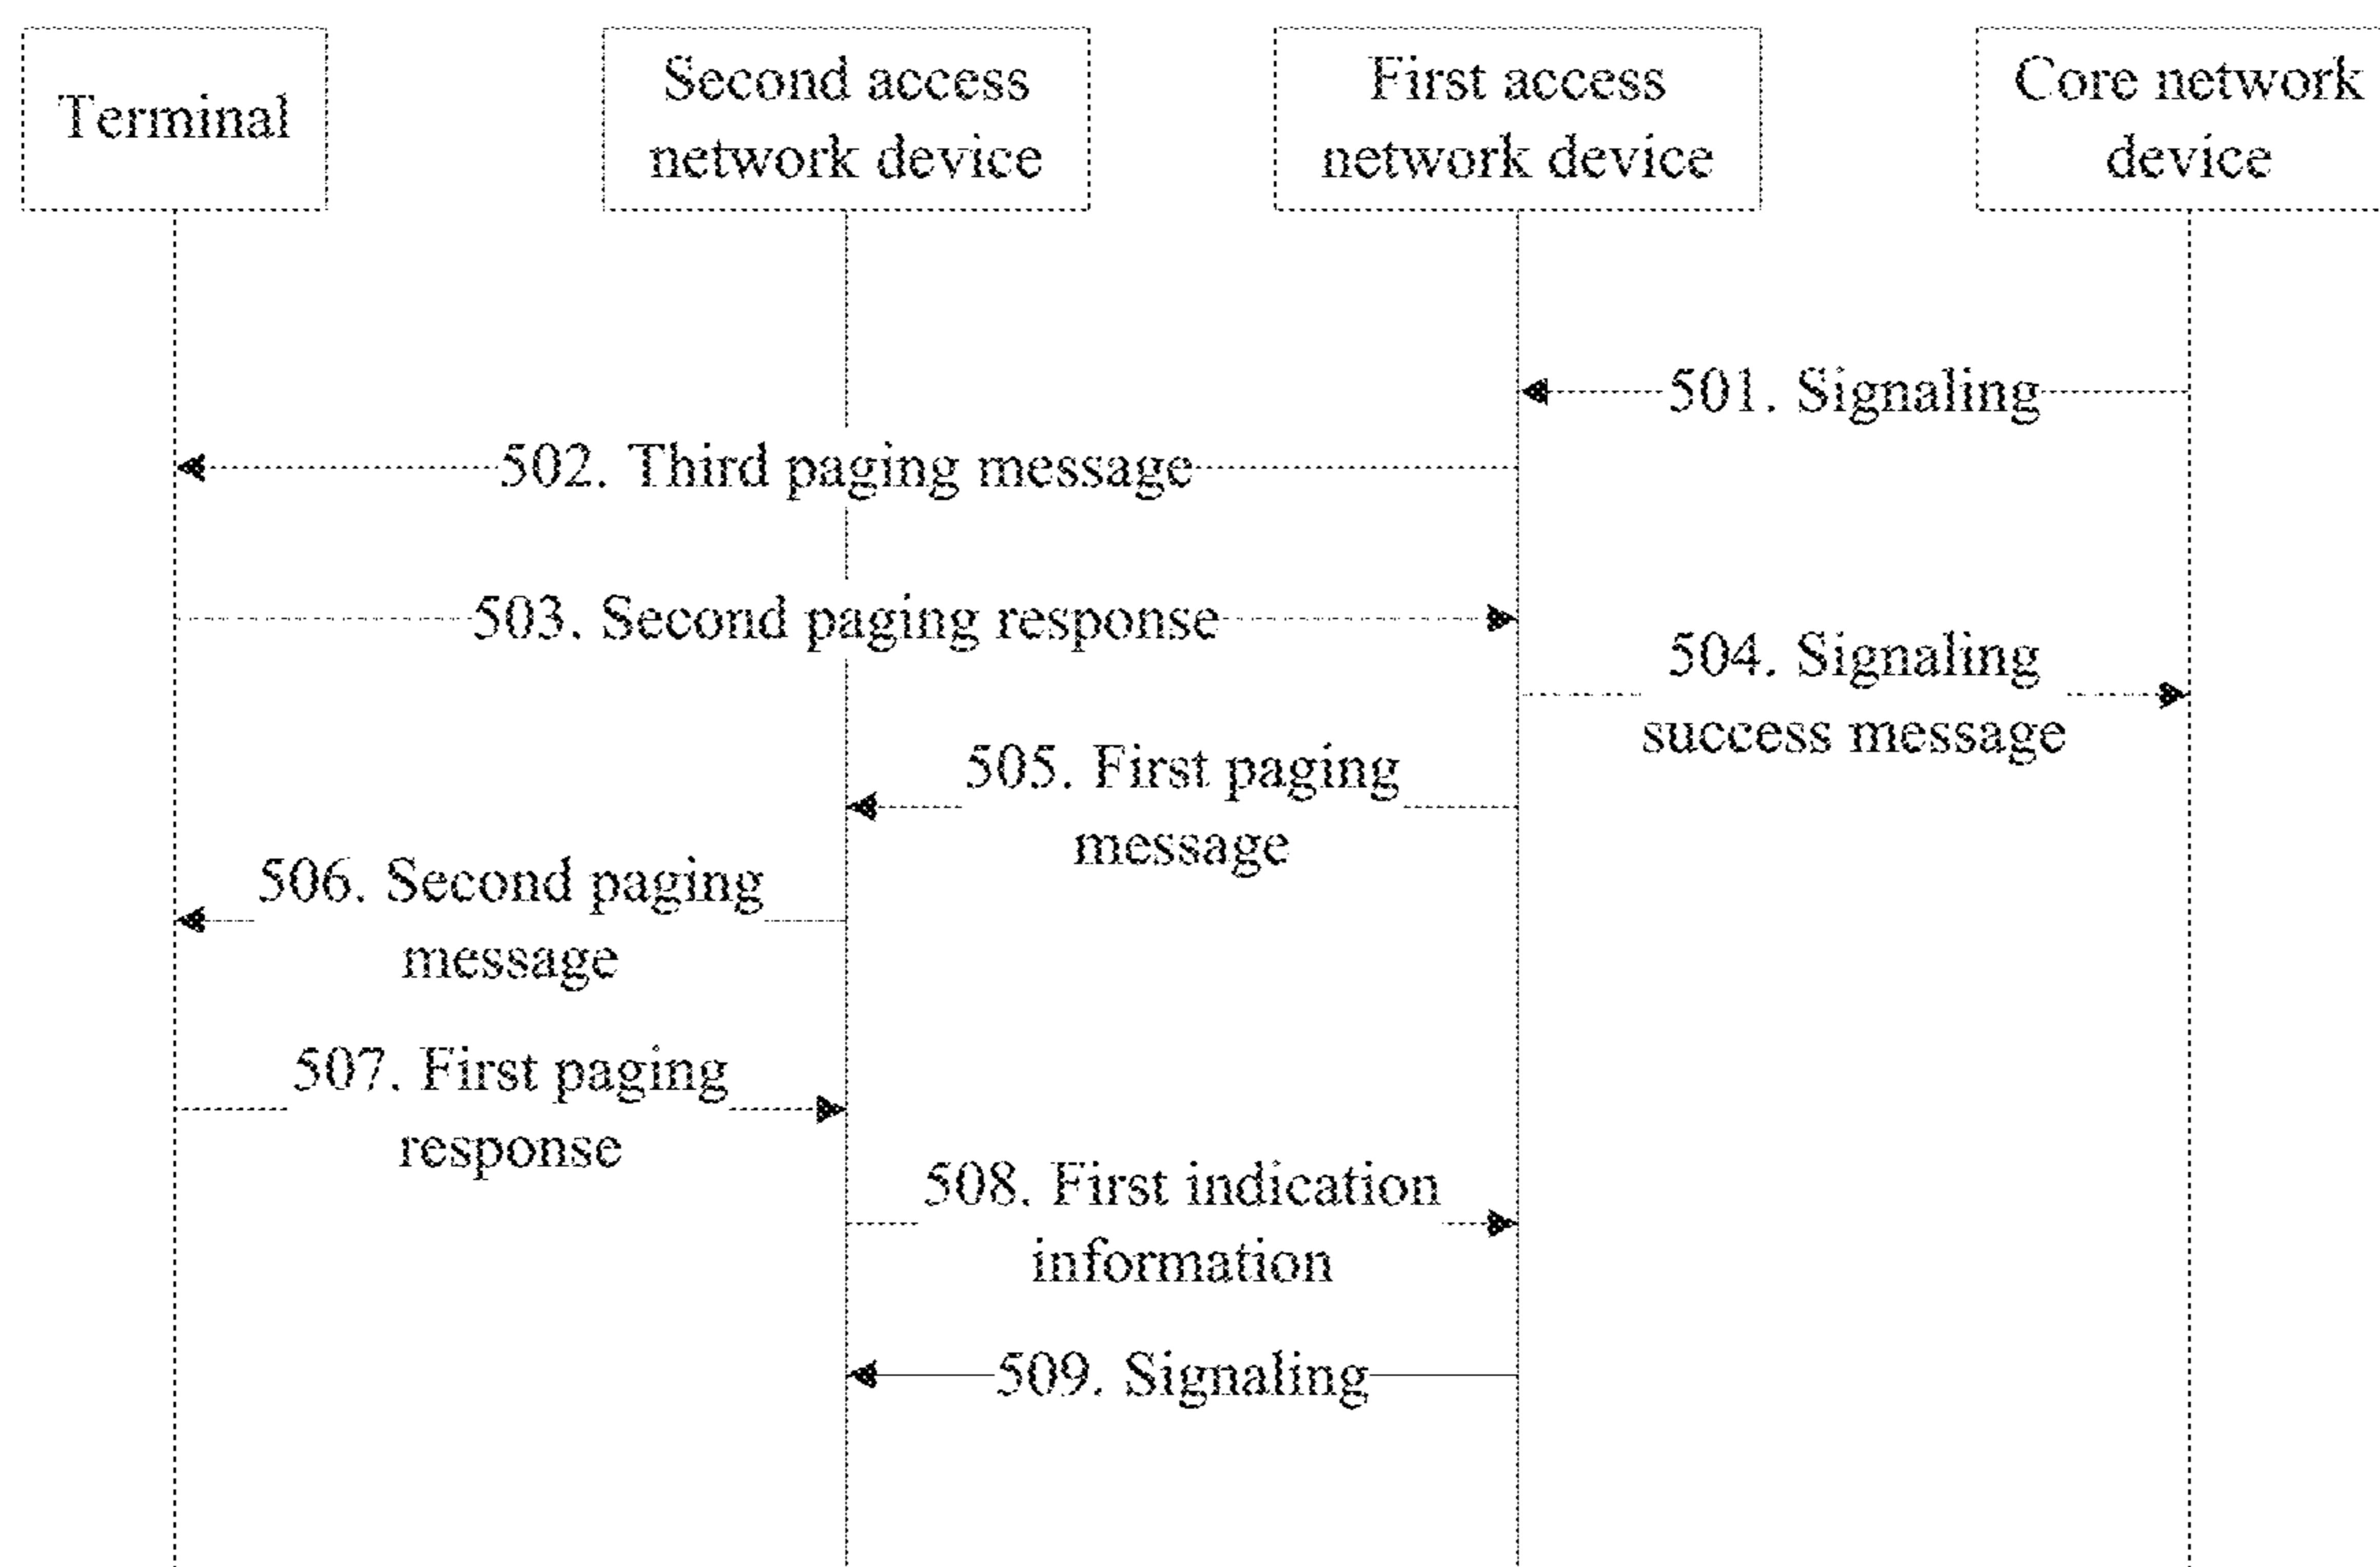 Terminal
Second access
network device
First access
network device
Core network
device
501. Signaling
502. Third paging message
503. Second paging response
504. Signaling
success message
505. First paging
message
506. Second paging
message
507. First paging
response
508. First indication
information
509. Signaling